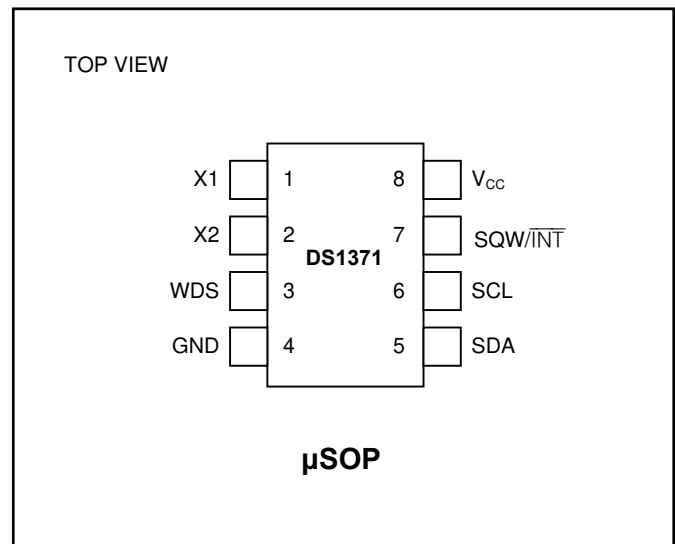 TOP VIEW
X1 1 8 VCC
X2 2 7 SQW/INT
DS1371
WDS 3 6 SCL
GND 4 5 SDA
µSOP